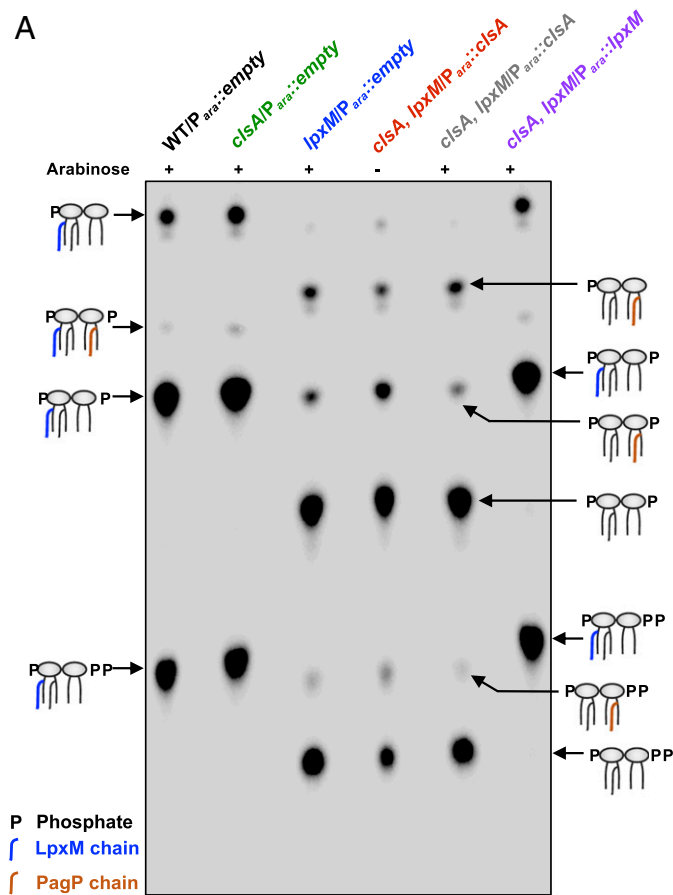 A
WT/Para::empty
clsA/Para::empty
lpxM/Para::empty
clsA, lpxM/Para::clsA
clsA, lpxM/Para::clsA
clsA, lpxM/Para::lpxM
Arabinose + + + - + +
P
P
P P
P P
P P
P P
P P
P PP
P PP
P PP
P PP
P Phosphate
LpxM chain
PagP chain